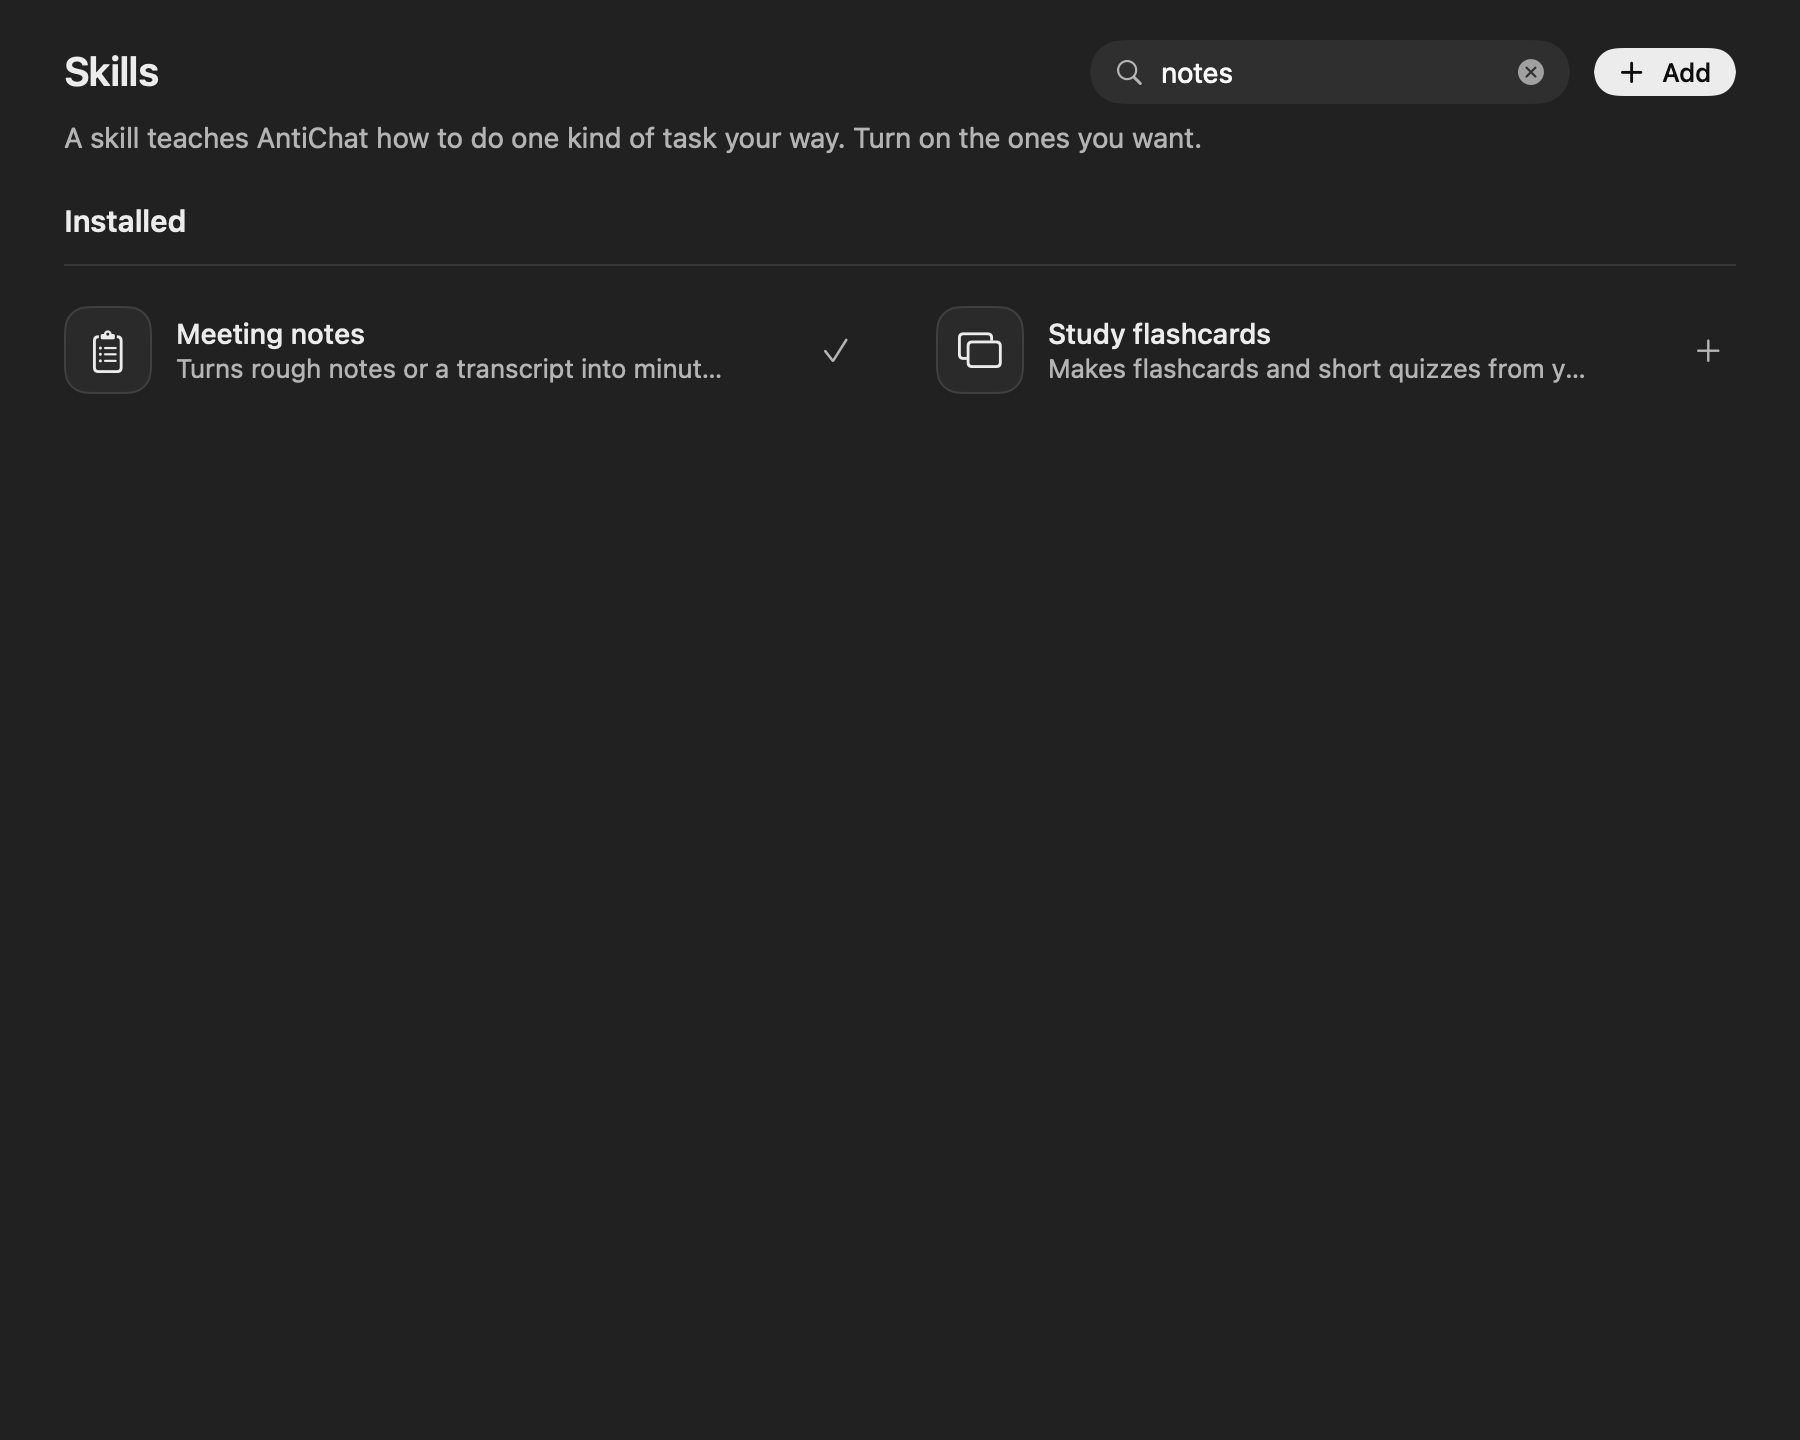 Skills
notes
Add
A skill teaches AntiChat how to do one kind of task your way. Turn on the ones you want.
Installed
Meeting notes
Turns rough notes or a transcript into minut...
Study flashcards
Makes flashcards and short quizzes from y...